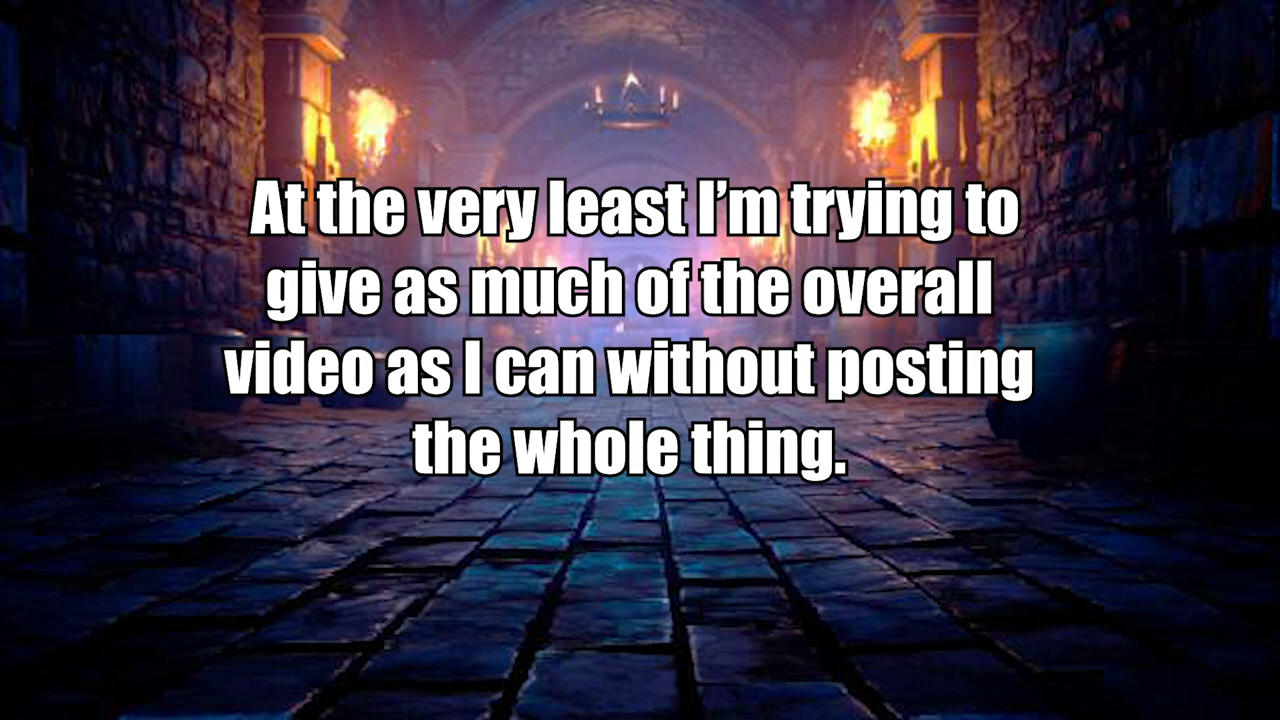 At the very least I’m trying to
give as much of the overall
video as I can without posting
the whole thing.